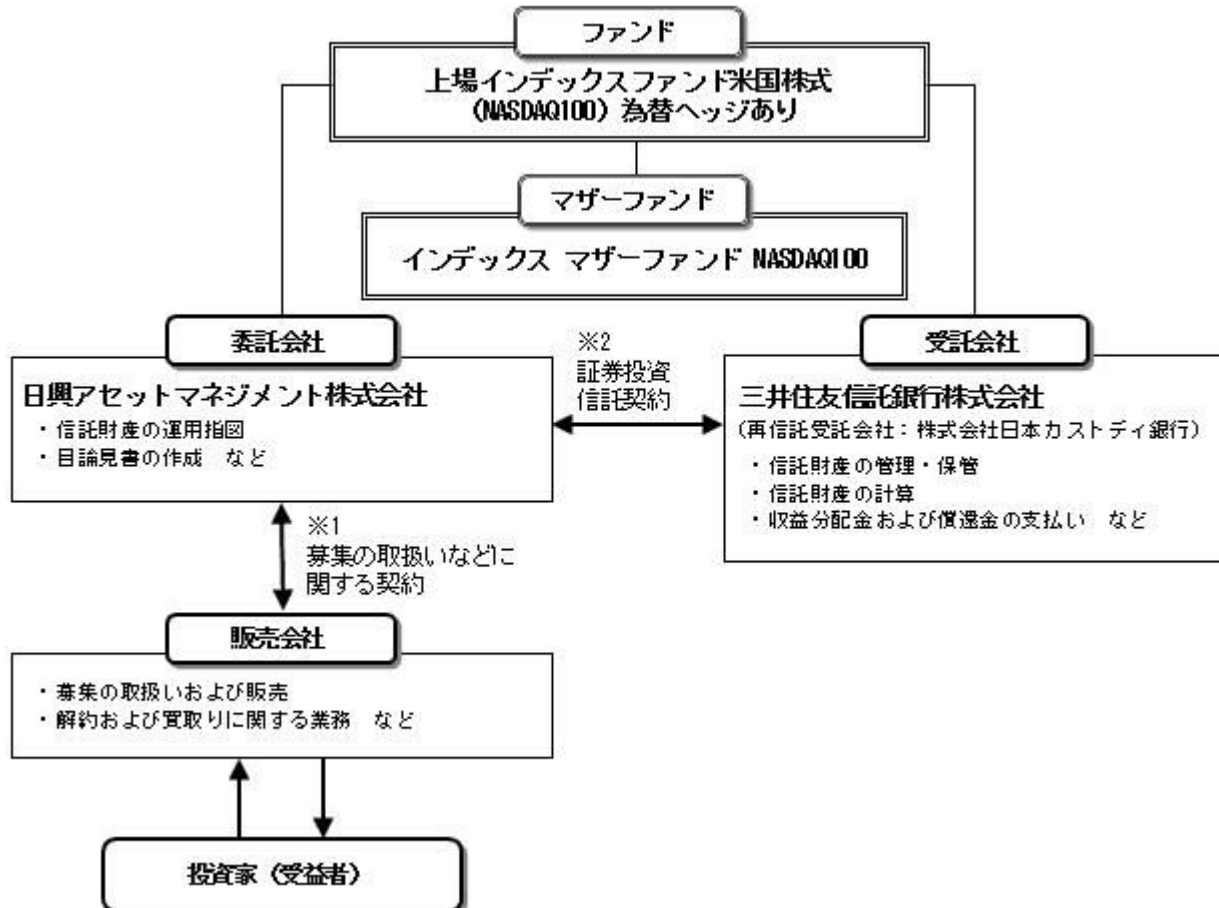 ファンド
上場インデックスファンド米国株式
(NASDAQ100) 為替ヘッジあり
マザーファンド
インデックス マザーファンド NASDAQ100
委託会社
日興アセットマネジメント株式会社
・信託財産の運用指図
・目論見書の作成　など
※2
証券投資
信託契約
受託会社
三井住友信託銀行株式会社
(再信託受託会社：株式会社日本カストディ銀行)
・信託財産の管理・保管
・信託財産の計算
・収益分配金および償還金の支払い　など
※1
募集の取扱いなどに
関する契約
販売会社
・募集の取扱いおよび販売
・解約および買取りに関する業務　など
投資家（受益者）